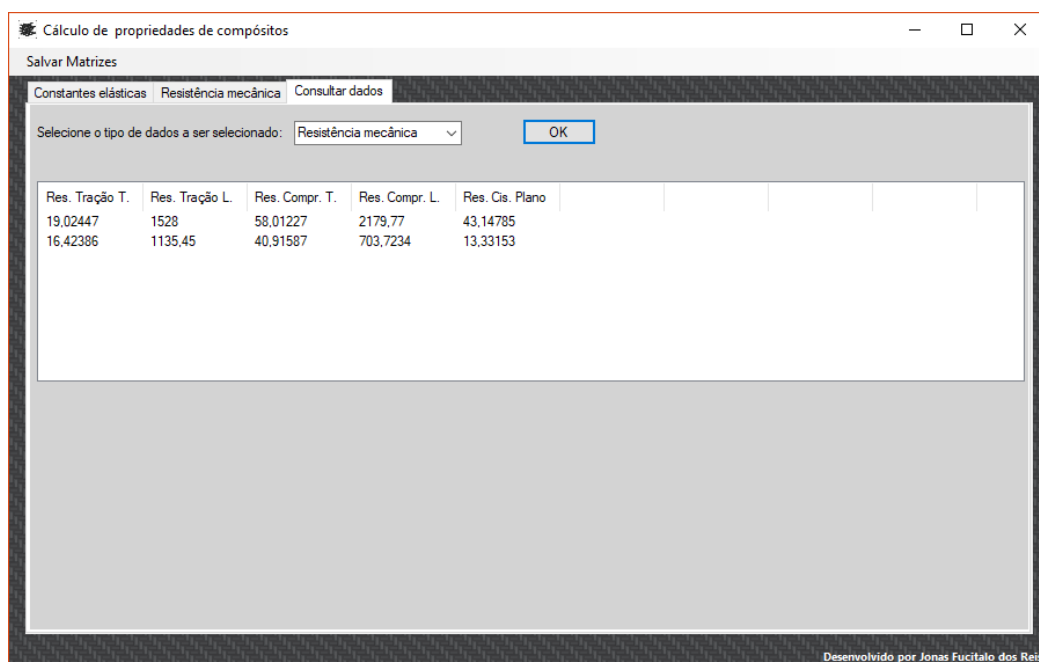 Cálculo de  propriedades de compósitos
Salvar Matrizes
Constantes elásticas Resistência mecânica Consultar dados
Selecione o tipo de dados a ser selecionado: Resistência mecânica OK
Res. Tração T. Res. Tração L. Res. Compr. T. Res. Compr. L. Res. Cis. Plano
19,02447 1528 58,01227 2179,77 43,14785
16,42386 1135,45 40,91587 703,7234 13,33153
Desenvolvido por Jonas Fucitalo dos Reis